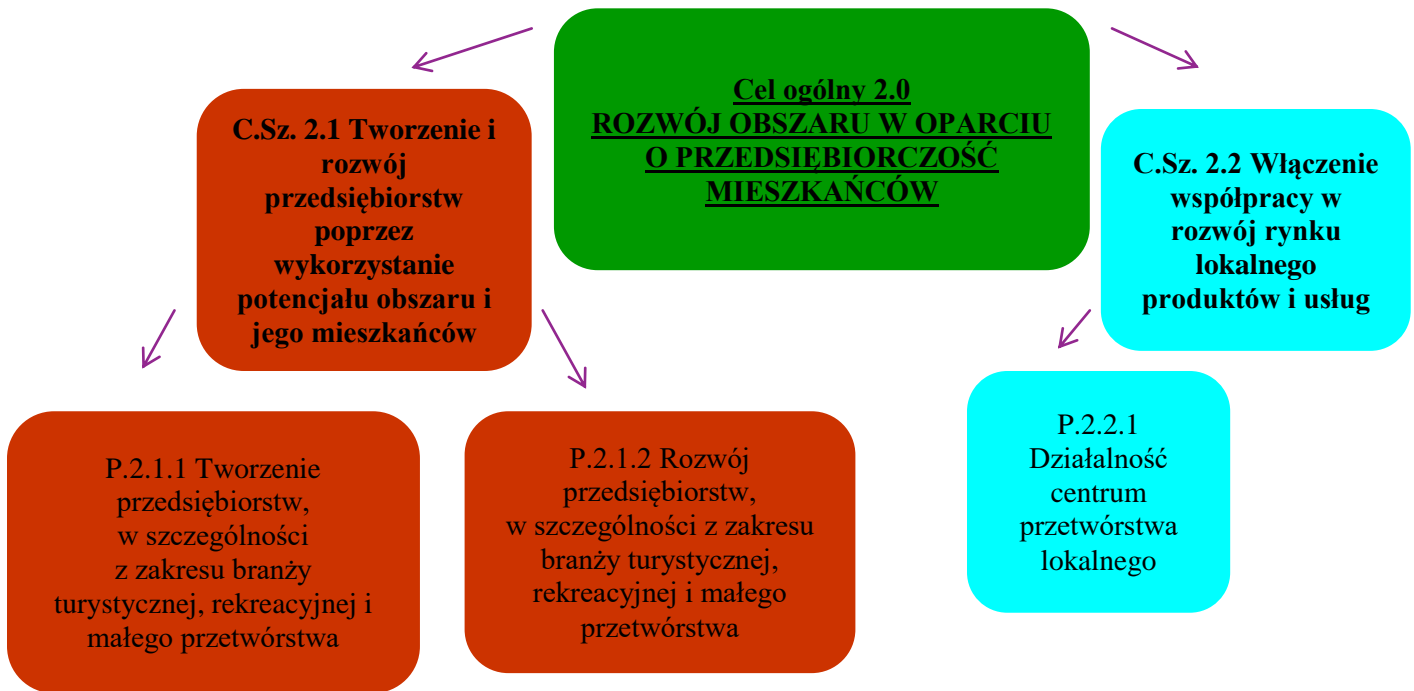 Cel ogólny 2.0
ROZWÓJ OBSZARU W OPARCIU
O PRZEDSIĘBIORCZOŚĆ
MIESZKAŃCÓW
C.Sz. 2.1 Tworzenie i
rozwój
przedsiębiorstw
poprzez
wykorzystanie
potencjału obszaru i
jego mieszkańców
C.Sz. 2.2 Włączenie
współpracy w
rozwój rynku
lokalnego
produktów i usług
P.2.1.1 Tworzenie
przedsiębiorstw,
w szczególności
z zakresu branży
turystycznej, rekreacyjnej i
małego przetwórstwa
P.2.1.2 Rozwój
przedsiębiorstw,
w szczególności z zakresu
branży turystycznej,
rekreacyjnej i małego
przetwórstwa
P.2.2.1
Działalność
centrum
przetwórstwa
lokalnego